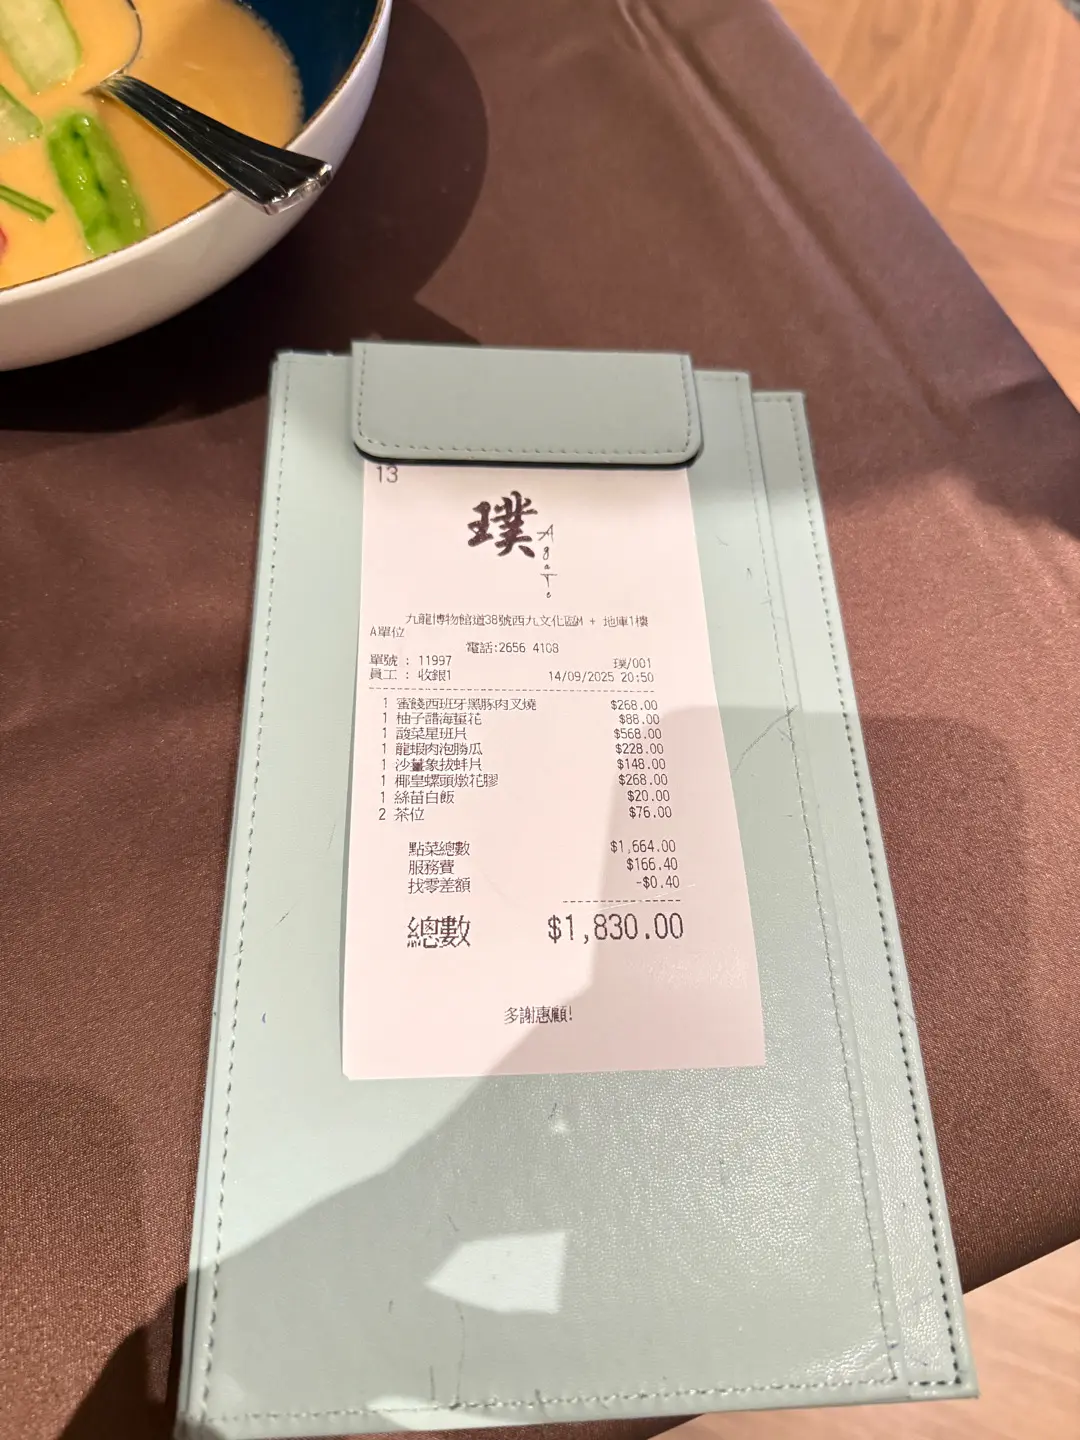 13
璞
AgaTe
九龍博物館道38號西九文化區M + 地庫1樓
A單位
電話:2656 4108
單號 : 11997 璞/001
員工 : 收銀1 14/09/2025 20:50
1 蜜餞西班牙黑豚肉叉燒 $268.00
1 柚子醋海蜇花 $88.00
1 酸菜星班片 $568.00
1 龍蝦肉泡勝瓜 $228.00
1 沙薑象拔蚌片 $148.00
1 椰皇螺頭燉花膠 $268.00
1 絲苗白飯 $20.00
2 茶位 $76.00
點菜總數 $1,664.00
服務費 $166.40
找零差額 -$0.40
總數 $1,830.00
多謝惠顧!